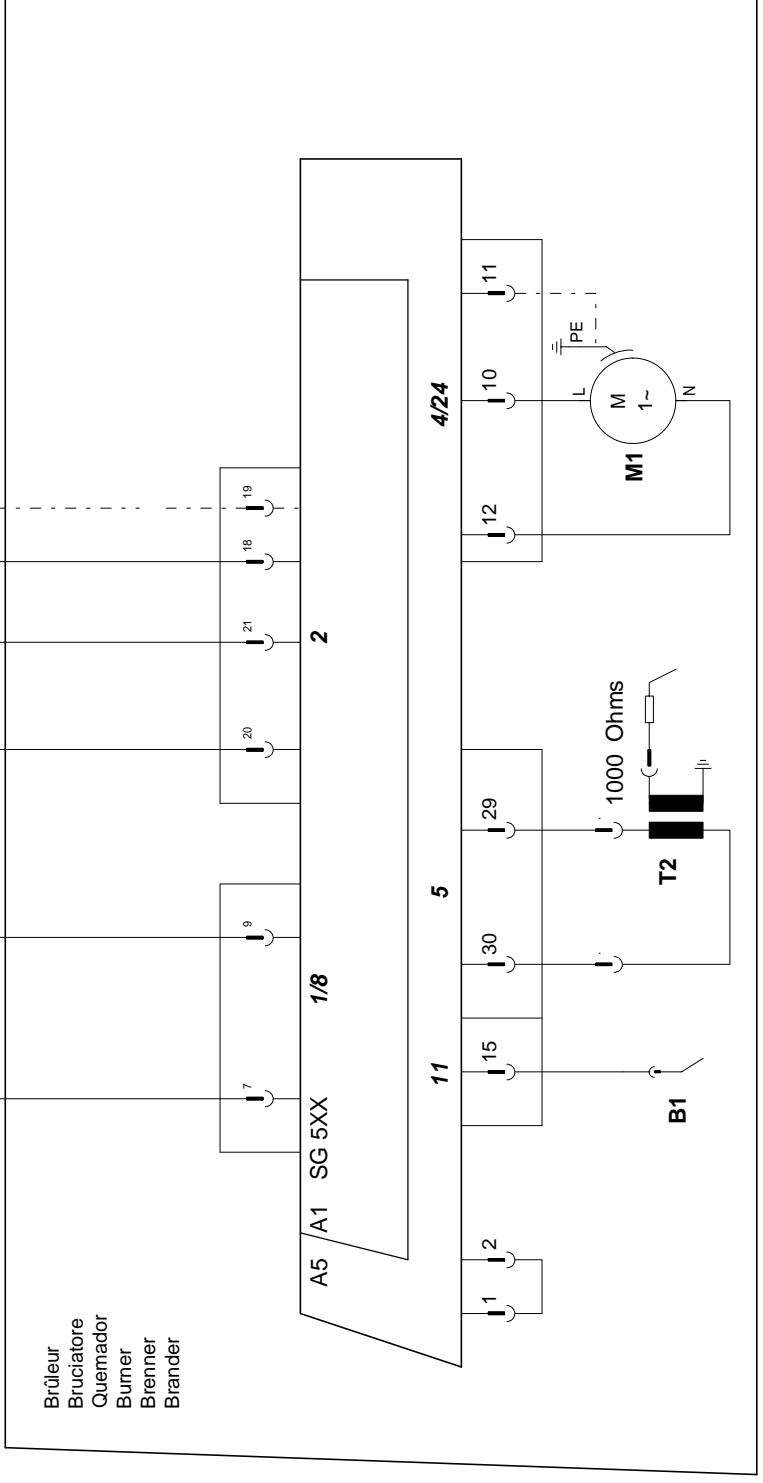 Brûleur
Bruciatore
Quemador
Burner
Brenner
Brander
7
9
20
21
18
19
A5
A1
SG 5XX
1/8
2
11
5
4/24
1
2
15
30
29
12
10
11
B1
T2
1000 Ohms
M1
M
1~
L
N
PE